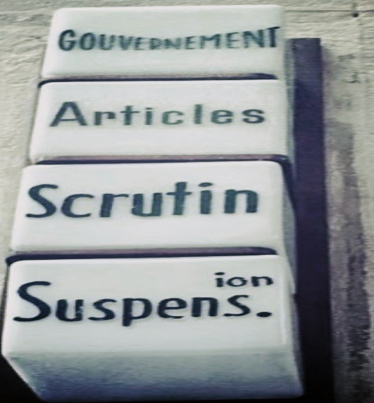 GOUVERNEMENT
Articles
Scrutin
Suspens.ion